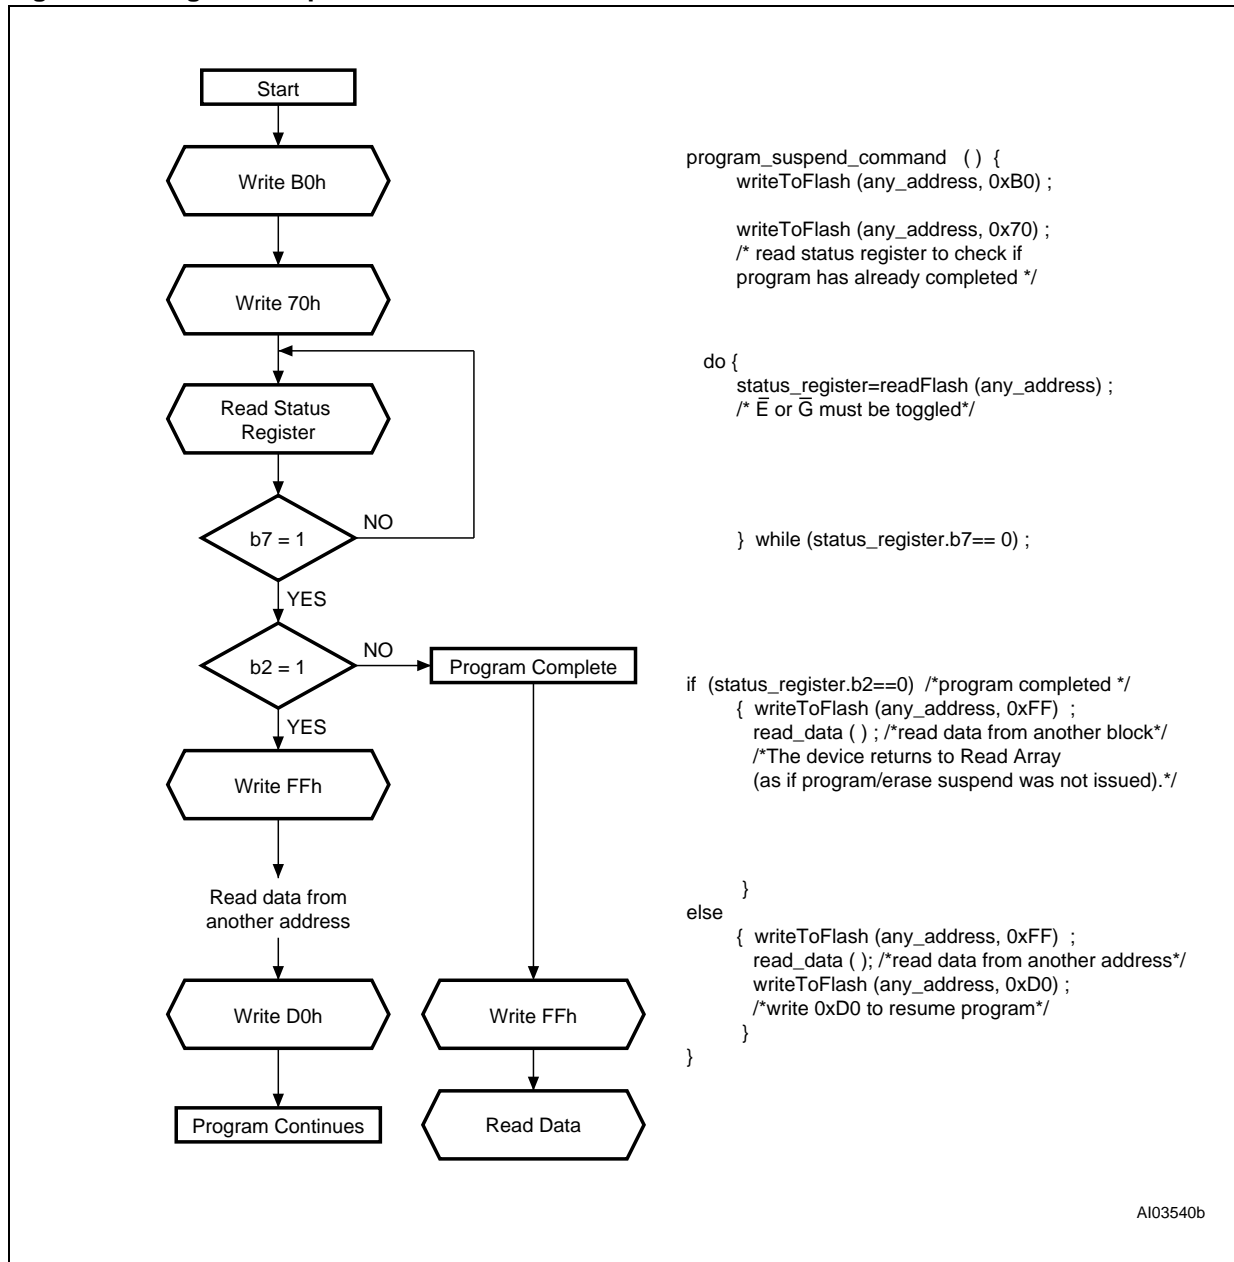 Start
Write B0h
Write 70h
Read Status
Register
NO
b7 = 1
YES
NO
b2 = 1
Program Complete
YES
Write FFh
Read data from
another address
Write D0h
Write FFh
Program Continues
Read Data
program_suspend_command ( ) {
writeToFlash (any_address, 0xB0) ;
writeToFlash (any_address, 0x70) ;
/* read status register to check if
program has already completed */
do {
status_register=readFlash (any_address) ;
/* E̅ or G̅ must be toggled*/
} while (status_register.b7== 0) ;
if (status_register.b2==0) /*program completed */
{ writeToFlash (any_address, 0xFF) ;
read_data ( ) ; /*read data from another block*/
/*The device returns to Read Array
(as if program/erase suspend was not issued).*/
}
else
{ writeToFlash (any_address, 0xFF) ;
read_data ( ); /*read data from another address*/
writeToFlash (any_address, 0xD0) ;
/*write 0xD0 to resume program*/
}
}
AI03540b